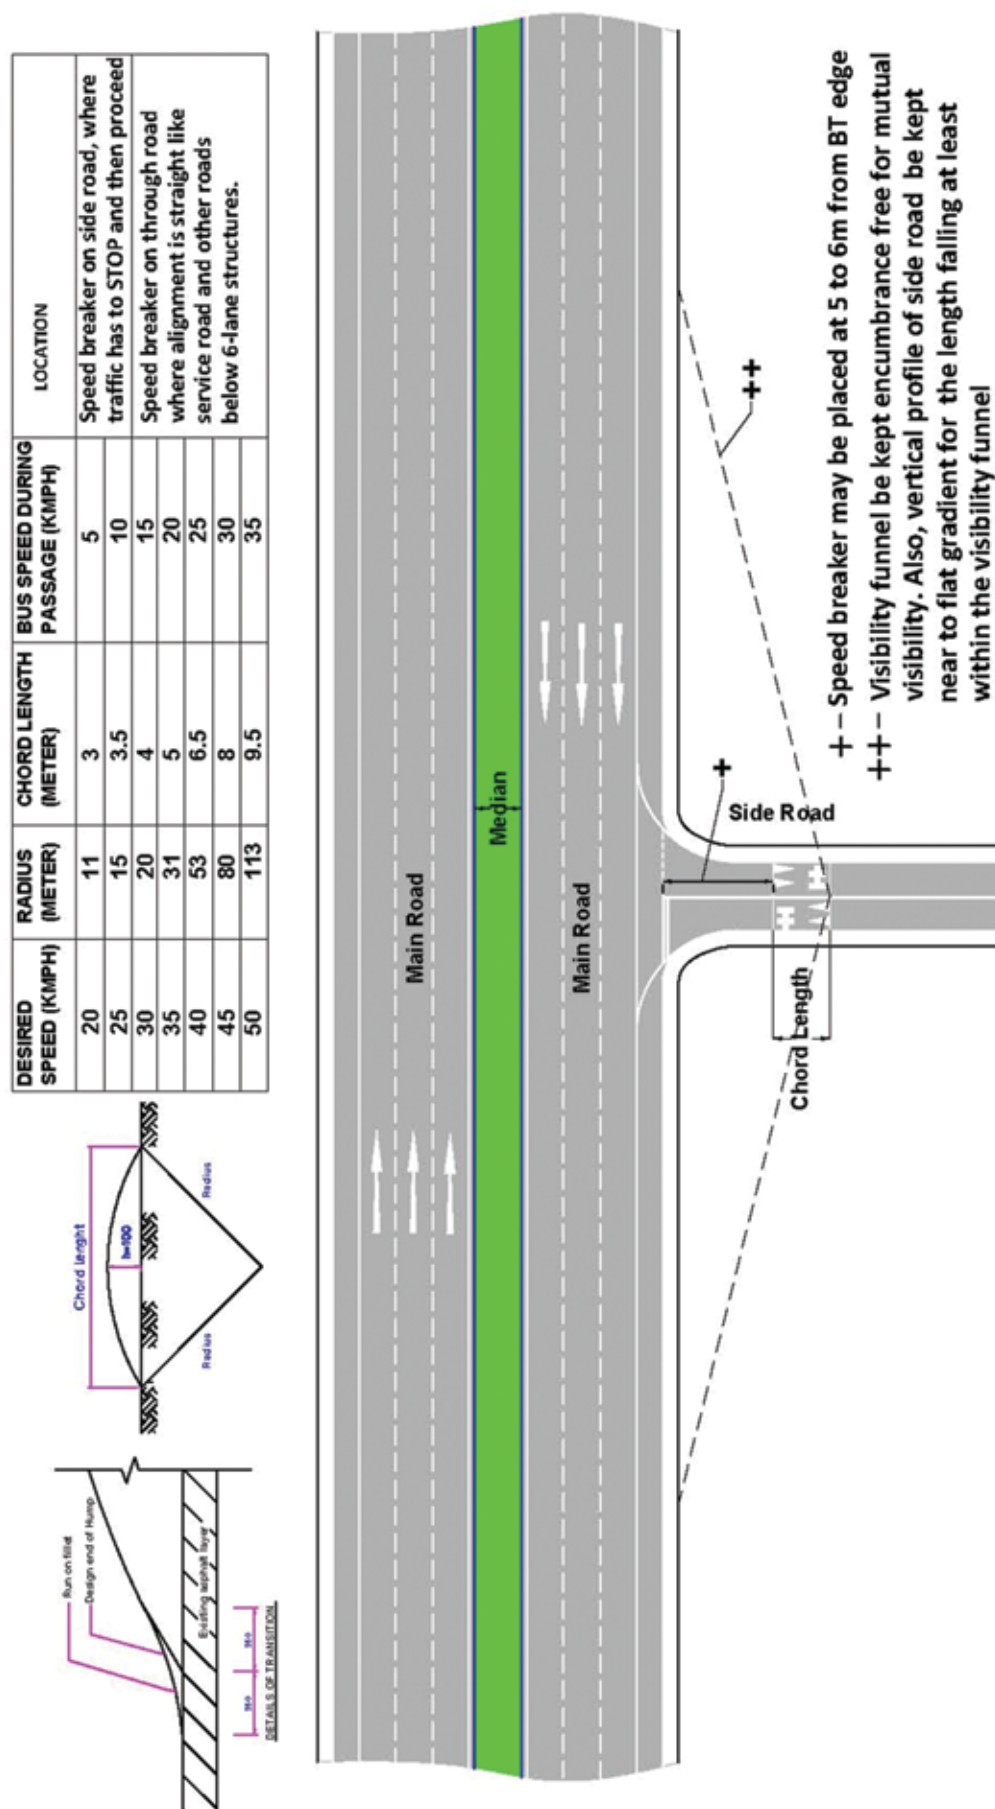 DESIRED SPEED (KMPH) RADIUS (METER) CHORD LENGTH (METER) BUS SPEED DURING PASSAGE (KMPH) LOCATION
20 11 3 5 Speed breaker on side road, where
25 15 3.5 10 traffic has to STOP and then proceed
30 20 4 15 Speed breaker on through road
35 31 5 20 where alignment is straight like
40 53 6.5 25 service road and other roads
45 80 8 30 below 6-lane structures.
50 113 9.5 35
Chord lenght
h=100
Radius
Radius
Run on fillet
Design end of Hump
Existing asphalt layer
DETAILS OF TRANSITION
Main Road
Median
Main Road
+
Side Road
++
Chord Length
+ – Speed breaker may be placed at 5 to 6m from BT edge
++ – Visibility funnel be kept encumbrance free for mutual
visibility. Also, vertical profile of side road be kept
near to flat gradient for the length falling at least
within the visibility funnel